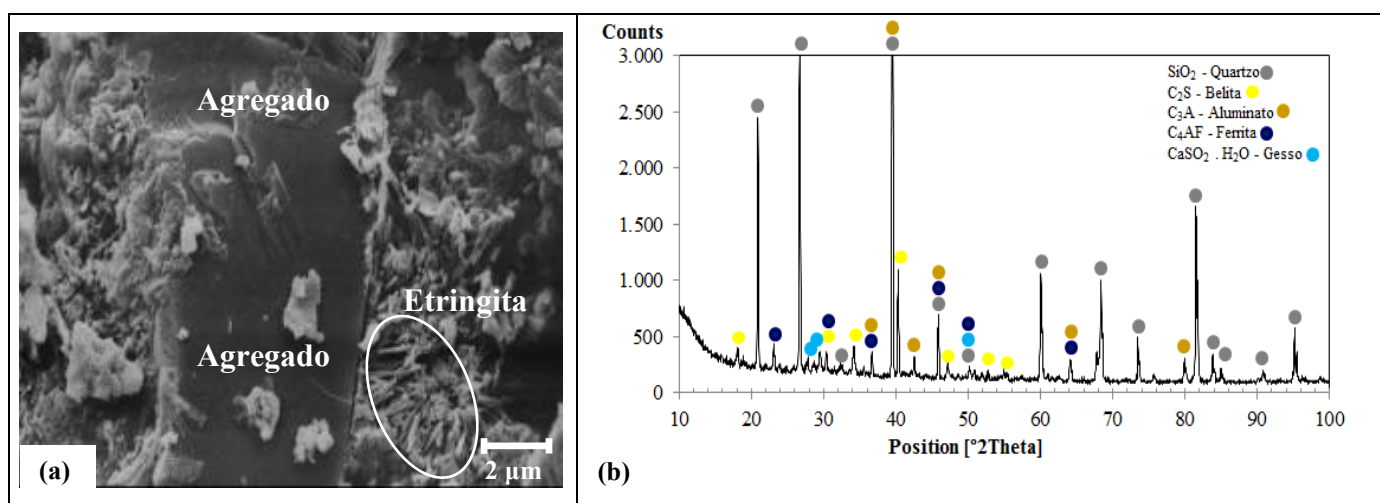 Agregado
Etringita
Agregado
2 µm
(a)
Counts
3.000
2.500
2.000
1.500
1.000
500
0
10 20 30 40 50 60 70 80 90 100
Position [°2Theta]
SiO₂ - Quartzo
C₂S - Belita
C₃A - Aluminato
C₄AF - Ferrita
CaSO₂ . H₂O - Gesso
(b)